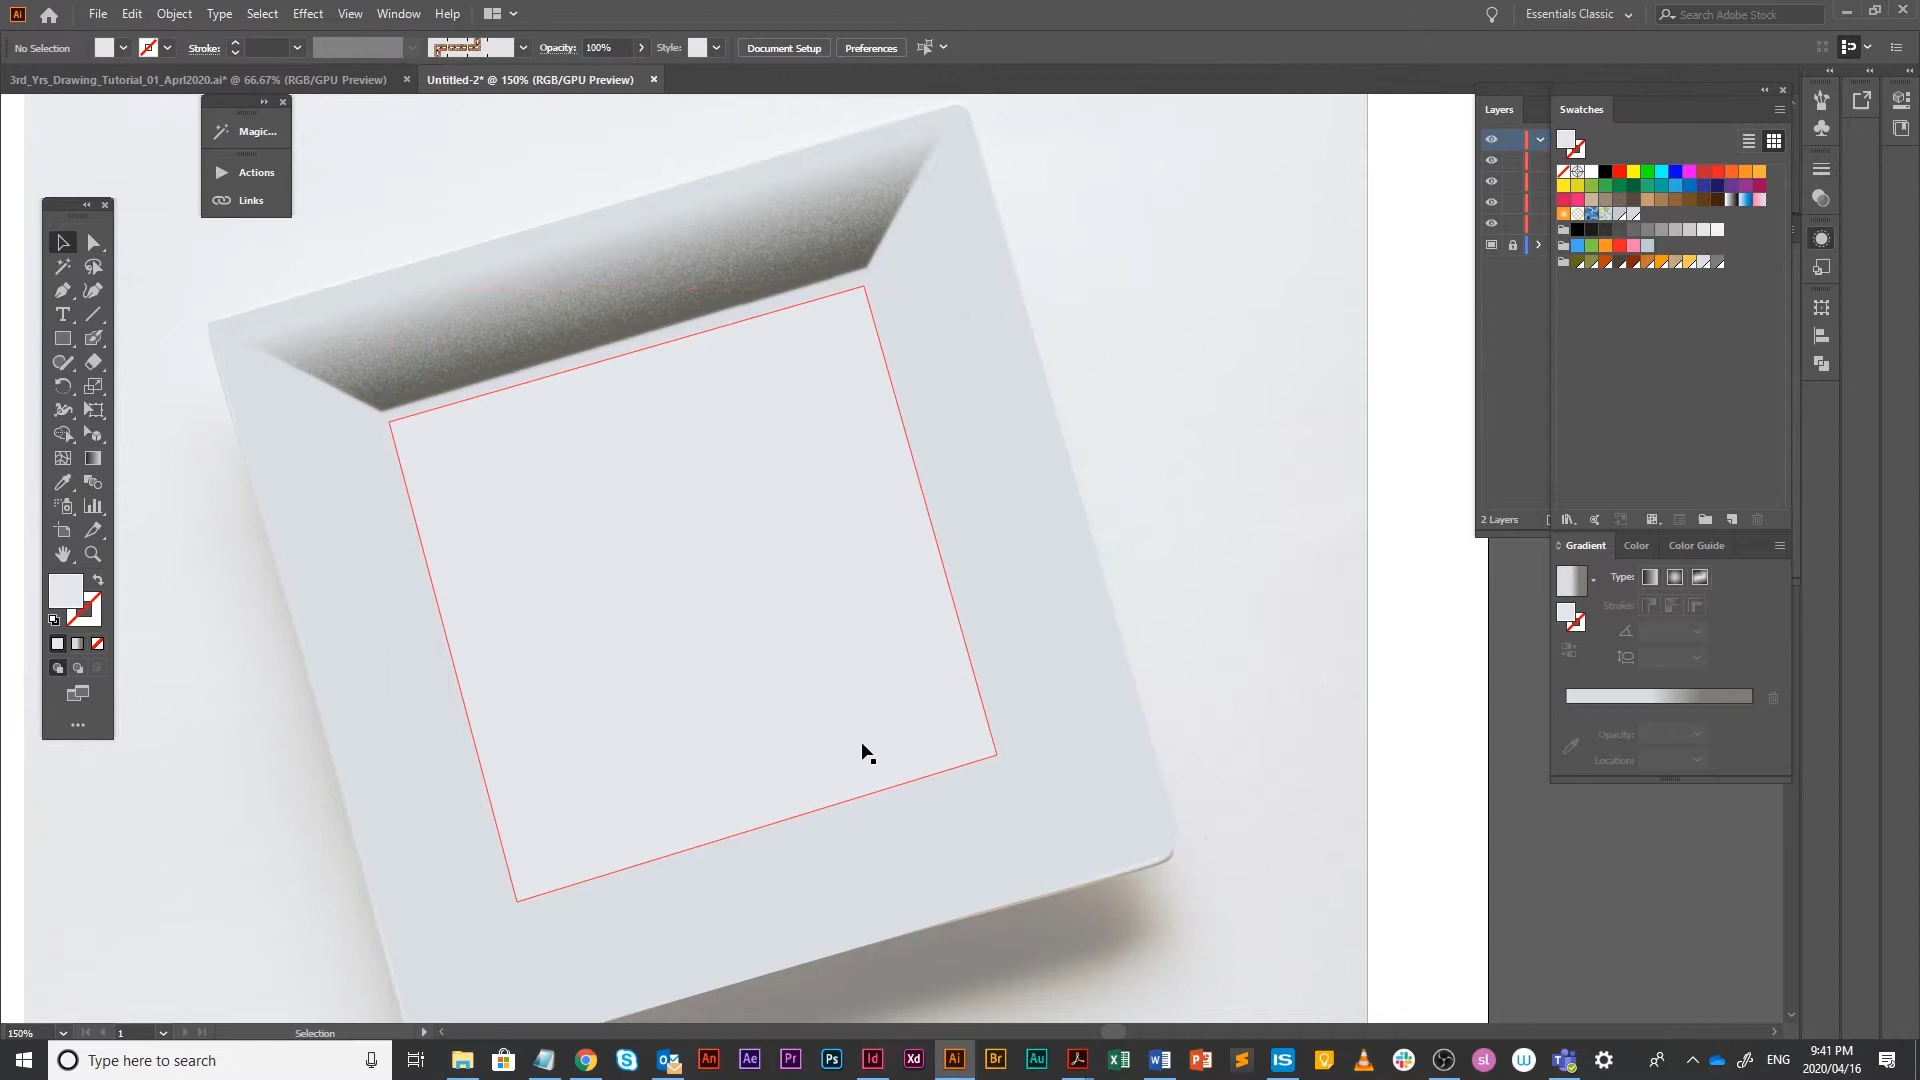 Ai File Edit Object Type Select Effect View Window Help Essentials Classic Search Adobe Stock
No Selection Stroke: Opacity: 100% Style: Document Setup Preferences
3rd_Yrs_Drawing_Tutorial_01_Aprl2020.ai* @ 66.67% (RGB/GPU Preview) Untitled-2* @ 150% (RGB/GPU Preview)
Layers Swatches
Magic...
Actions
Links
2 Layers
Gradient Color Color Guide
Type:
Stroke:
Opacity:
Location:
150% 1 Selection
Type here to search An Ae Pr Ps Id Xd Ai Br Au IS sl W ENG 9:41 PM
2020/04/16